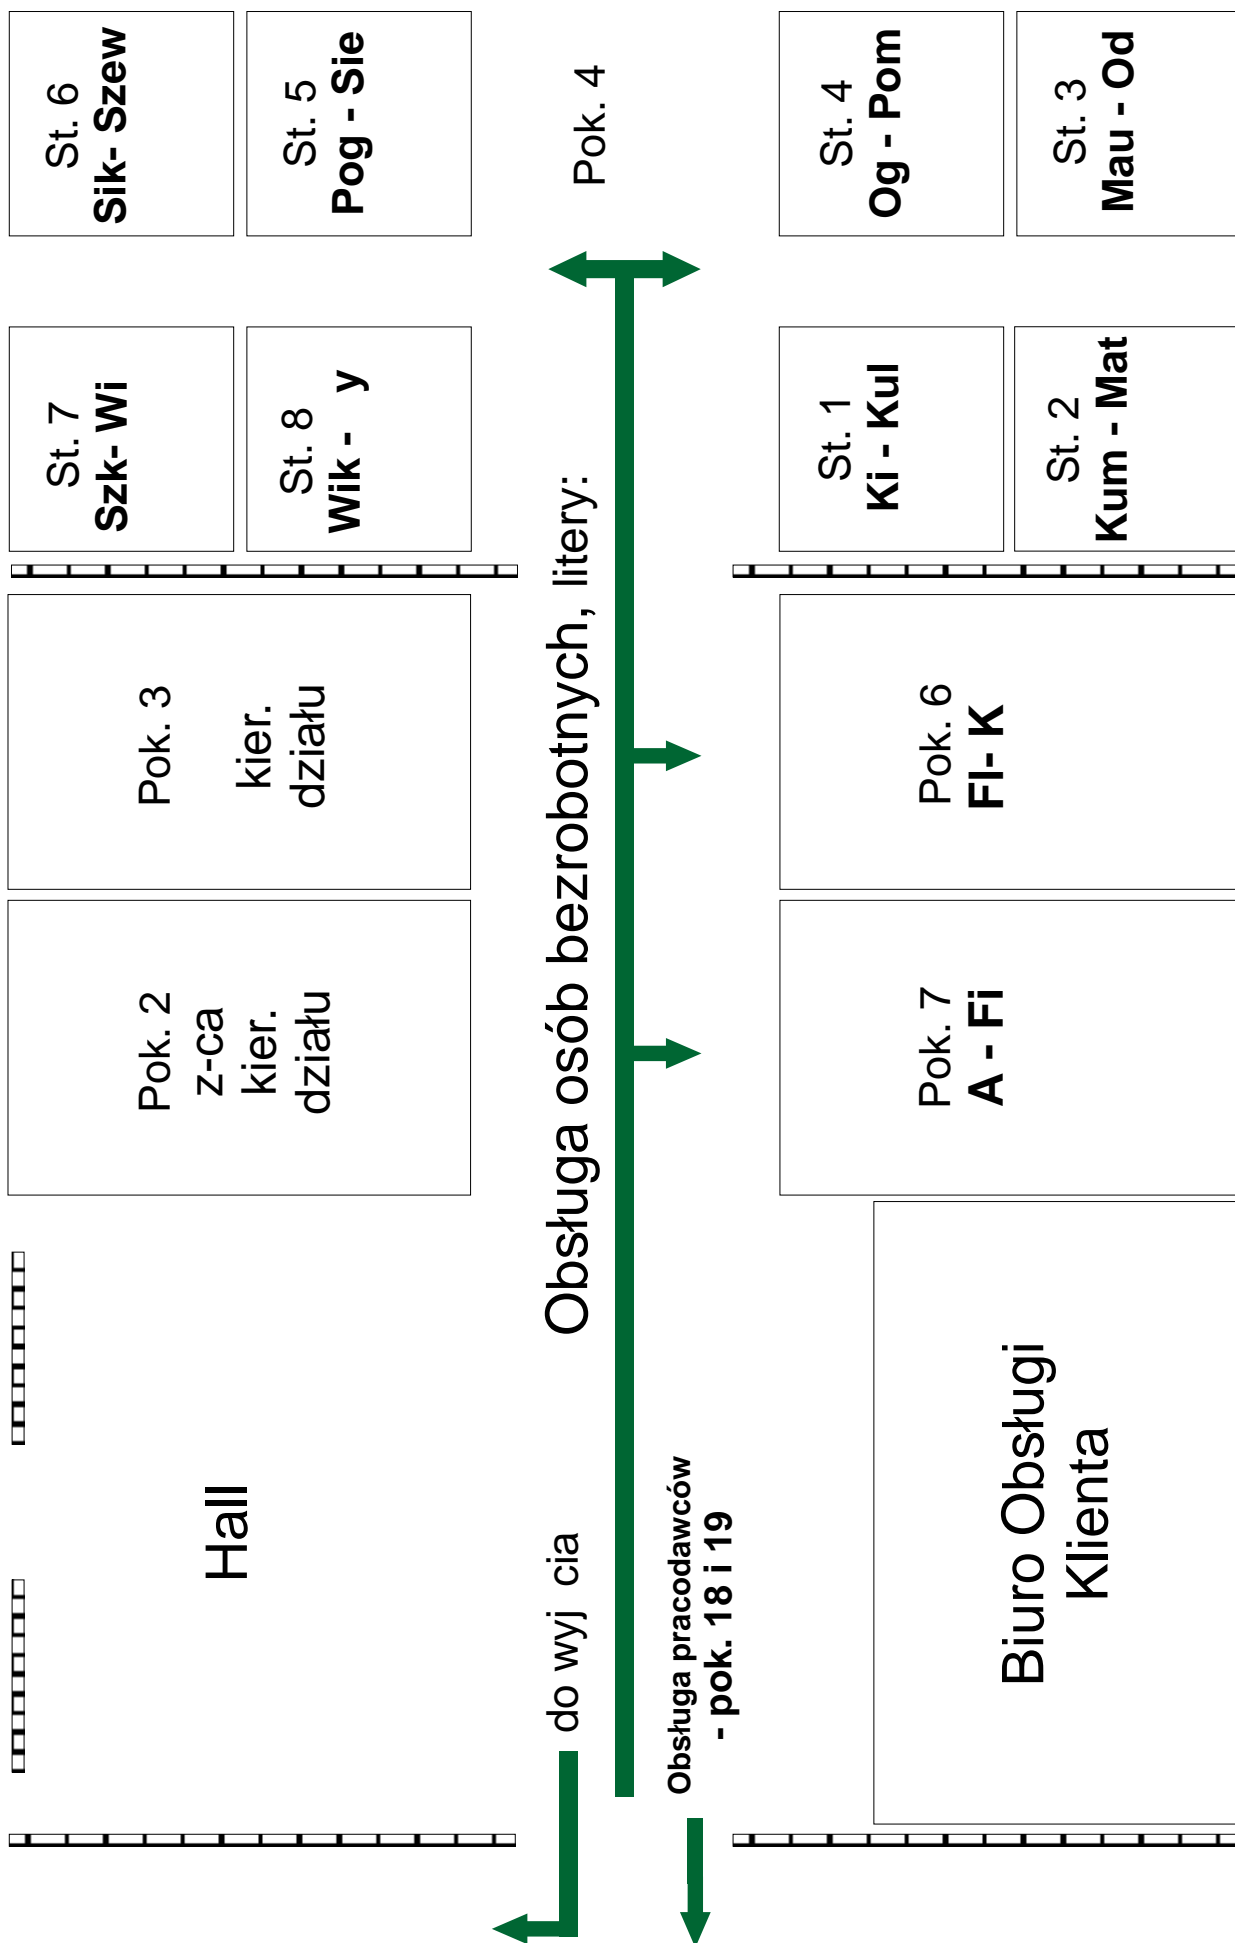 Hall
Pok. 2
z-ca
kier.
działu
Pok. 3
kier.
działu
St. 7
Szk- Wi
St. 6
Sik- Szew
St. 8
Wik - y
St. 5
Pog - Sie
do wyj cia
Obsługa osób bezrobotnych, litery:
Pok. 4
Obsługa pracodawców
- pok. 18 i 19
Biuro Obsługi
Klienta
Pok. 7
A - Fi
Pok. 6
Fl- K
St. 1
Ki - Kul
St. 4
Og - Pom
St. 2
Kum - Mat
St. 3
Mau - Od